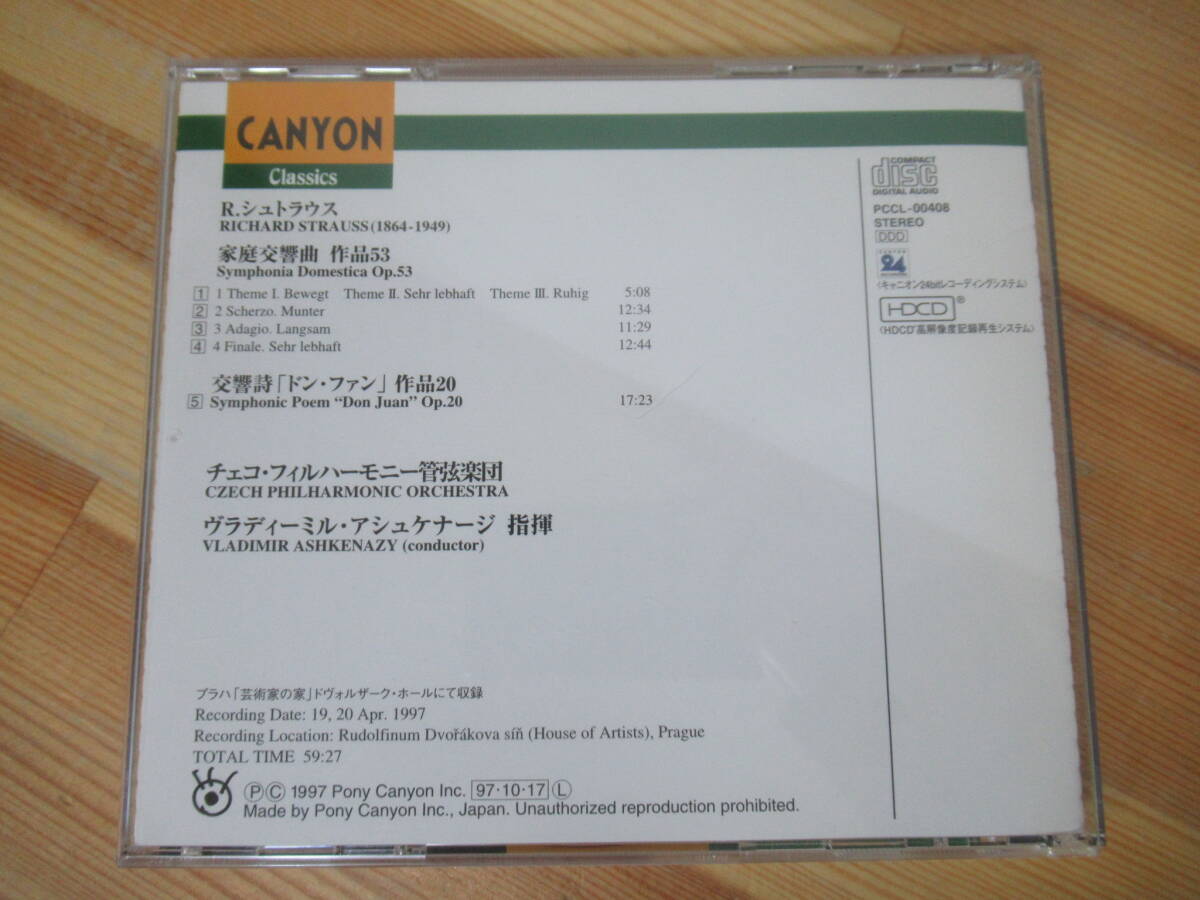 CANYON
Classics
R.シュトラウス
RICHARD STRAUSS (1864-1949)
家庭交響曲 作品53
Symphonia Domestica Op.53
1 1 Theme I. Bewegt Theme II. Sehr lebhaft Theme III. Ruhig 5:08
2 2 Scherzo. Munter 12:34
3 3 Adagio. Langsam 11:29
4 4 Finale. Sehr lebhaft 12:44
交響詩「ドン・ファン」作品20
5 Symphonic Poem “Don Juan” Op.20 17:23
チェコ・フィルハーモニー管弦楽団
CZECH PHILHARMONIC ORCHESTRA
ヴラディーミル・アシュケナージ 指揮
VLADIMIR ASHKENAZY (conductor)
プラハ「芸術家の家」ドヴォルザーク・ホールにて収録
Recording Date: 19, 20 Apr. 1997
Recording Location: Rudolfinum Dvořákova síň (House of Artists), Prague
TOTAL TIME 59:27
ⓅⒸ 1997 Pony Canyon Inc. 97・10・17 Ⓛ
Made by Pony Canyon Inc., Japan. Unauthorized reproduction prohibited.
COMPACT
disc
DIGITAL AUDIO
PCCL-00408
STEREO
DDD
24
〈キャニオン24bitレコーディングシステム〉
HDCD®
〈HDCD高解像度記録再生システム〉